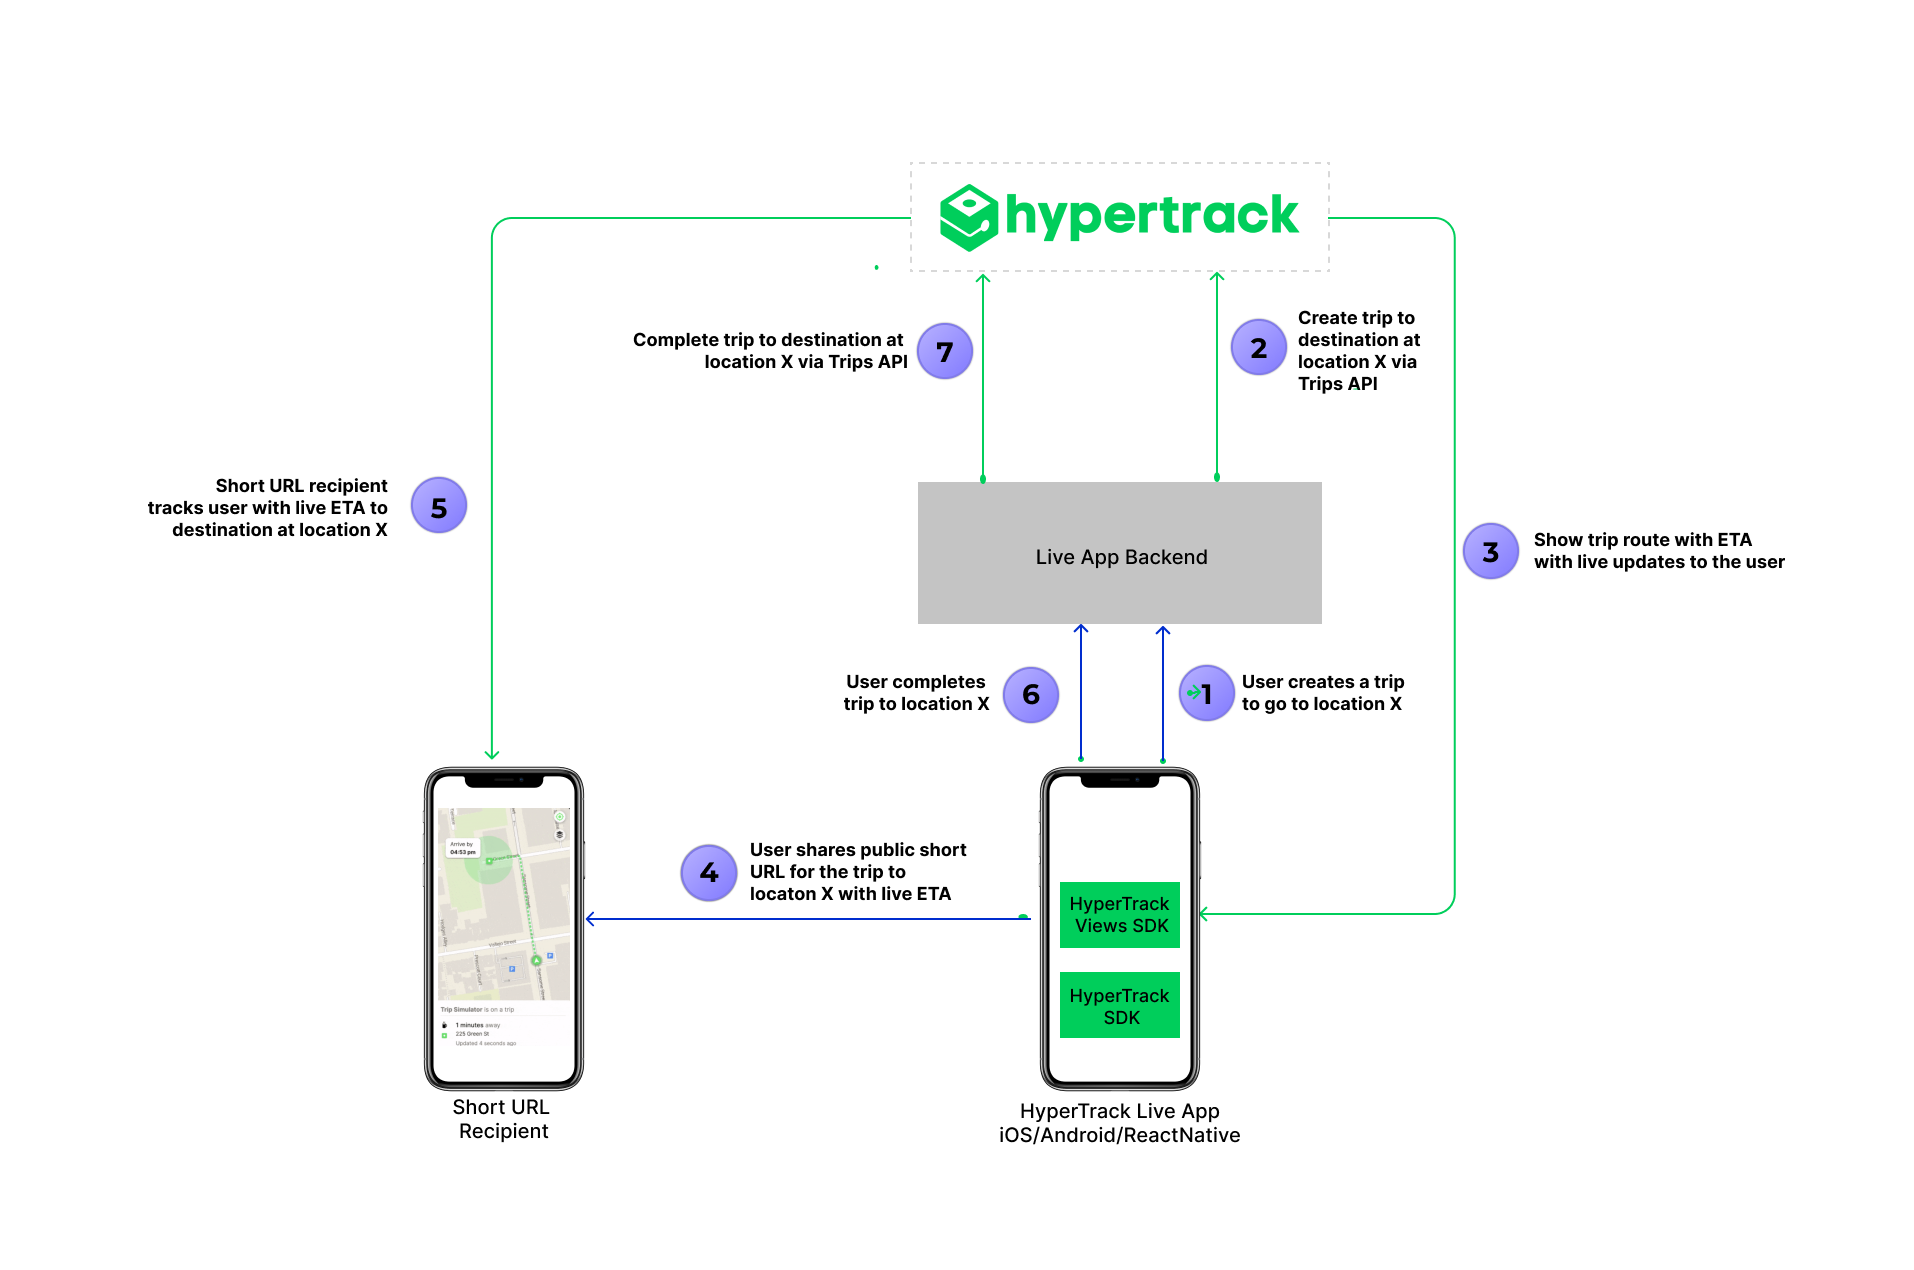 hypertrack
Complete trip to destination at
location X via Trips API
7
2
Create trip to
destination at
location X via
Trips API
Short URL recipient
tracks user with live ETA to
destination at location X
5
Live App Backend
3
Show trip route with ETA
with live updates to the user
User completes
trip to location X
6
1
User creates a trip
to go to location X
4
User shares public short
URL for the trip to
locaton X with live ETA
Arrive by
04:53 pm
Green Street
Vallejo Street
Trip Simulator is on a trip
1 minutes away
225 Green St
Updated 4 seconds ago
HyperTrack
Views SDK
HyperTrack
SDK
Short URL
Recipient
HyperTrack Live App
iOS/Android/ReactNative